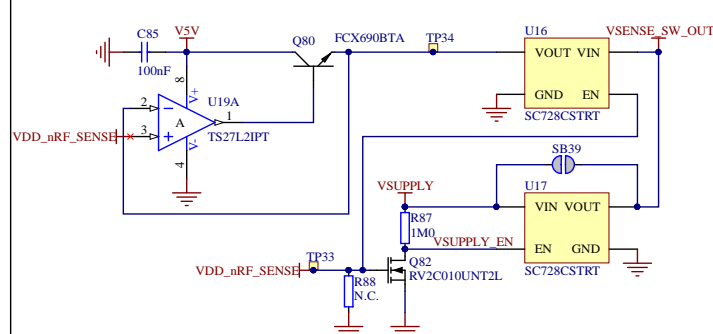 C85
V5V
100nF
Q80
FCX690BTA
TP34
U16
VSENSE_SW_OUT
VOUT VIN
GND EN
SC728CSTRT
8
V+
U19A
2
A
1
VDD_nRF_SENSE
3
TS27L2IPT
V-
4
SB39
VSUPPLY
U17
R87
1M0
VIN VOUT
VSUPPLY_EN
EN GND
SC728CSTRT
TP33
VDD_nRF_SENSE
Q82
RV2C010UNT2L
R88
N.C.